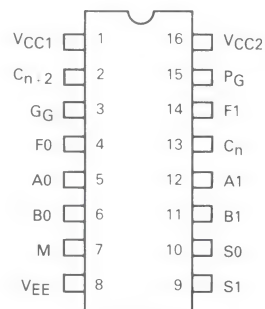 VCC1 1 16 VCC2
Cn·2 2 15 PG
GG 3 14 F1
F0 4 13 Cn
A0 5 12 A1
B0 6 11 B1
M 7 10 S0
VEE 8 9 S1